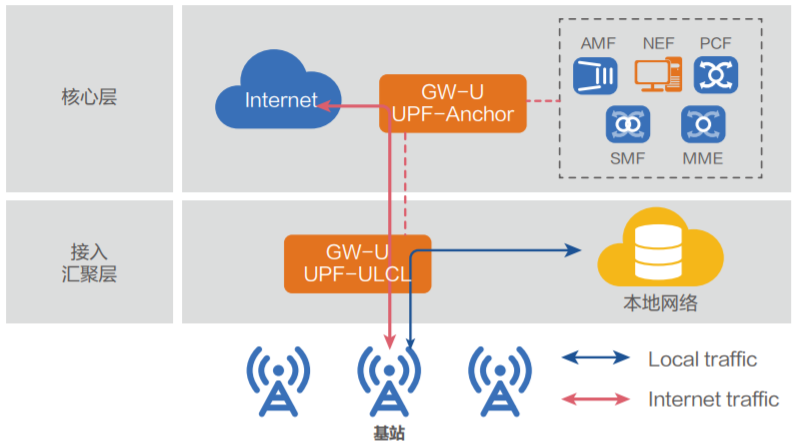 核心层
Internet
GW-U
UPF-Anchor
AMF
NEF
PCF
SMF
MME
接入
汇聚层
GW-U
UPF-ULCL
本地网络
基站
Local traffic
Internet traffic